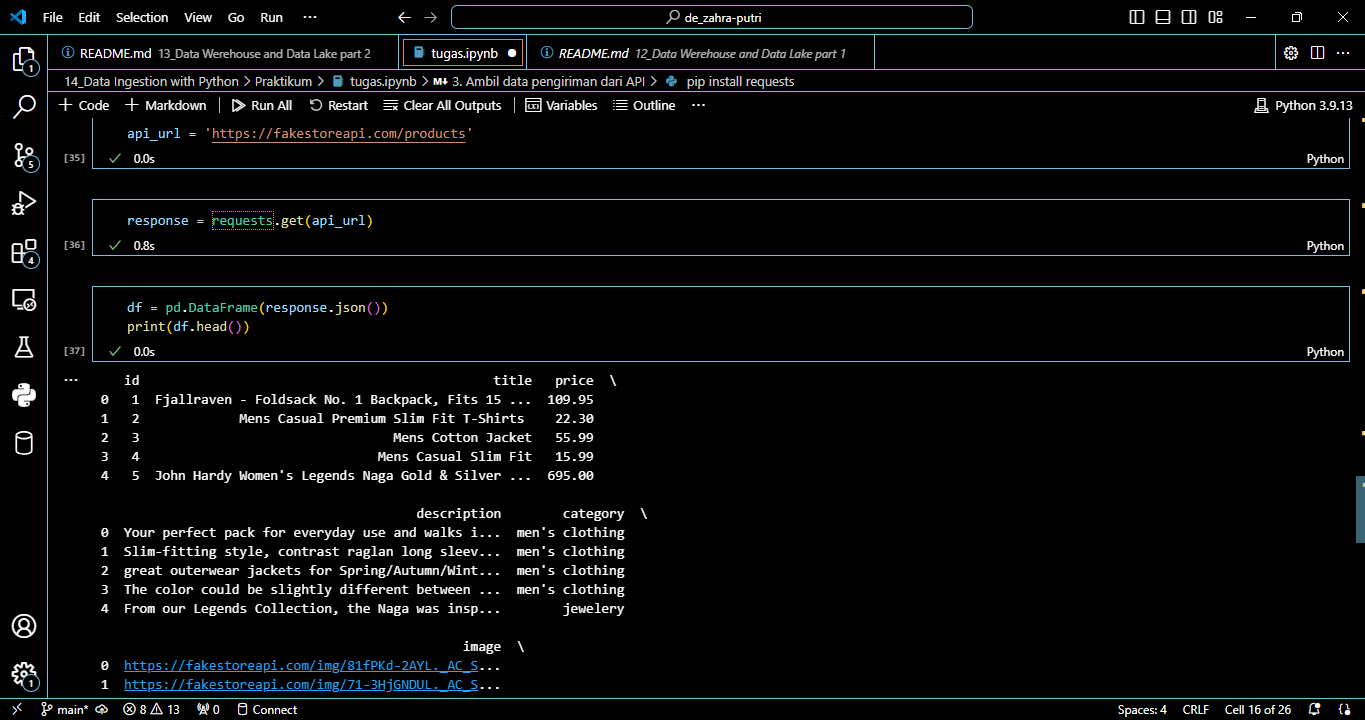 File Edit Selection View Go Run ··· de_zahra-putri
README.md 13_Data Werehouse and Data Lake part 2 tugas.ipynb README.md 12_Data Werehouse and Data Lake part 1
14_Data Ingestion with Python > Praktikum > tugas.ipynb > M↓ 3. Ambil data pengiriman dari API > pip install requests
Code Markdown Run All Restart Clear All Outputs Variables Outline ··· Python 3.9.13
api_url = 'https://fakestoreapi.com/products'
[35] 0.0s Python
response = requests.get(api_url)
[36] 0.8s Python
df = pd.DataFrame(response.json())
print(df.head())
[37] 0.0s Python
··· id title price \
0 1 Fjallraven - Foldsack No. 1 Backpack, Fits 15 ... 109.95
1 2 Mens Casual Premium Slim Fit T-Shirts 22.30
2 3 Mens Cotton Jacket 55.99
3 4 Mens Casual Slim Fit 15.99
4 5 John Hardy Women's Legends Naga Gold & Silver ... 695.00
description category \
0 Your perfect pack for everyday use and walks i... men's clothing
1 Slim-fitting style, contrast raglan long sleev... men's clothing
2 great outerwear jackets for Spring/Autumn/Wint... men's clothing
3 The color could be slightly different between ... men's clothing
4 From our Legends Collection, the Naga was insp... jewelery
image \
0 https://fakestoreapi.com/img/81fPKd-2AYL._AC_S...
1 https://fakestoreapi.com/img/71-3HjGNDUL._AC_S...
1
5
4
1
main* 8 13 0 Connect Spaces: 4 CRLF Cell 16 of 26